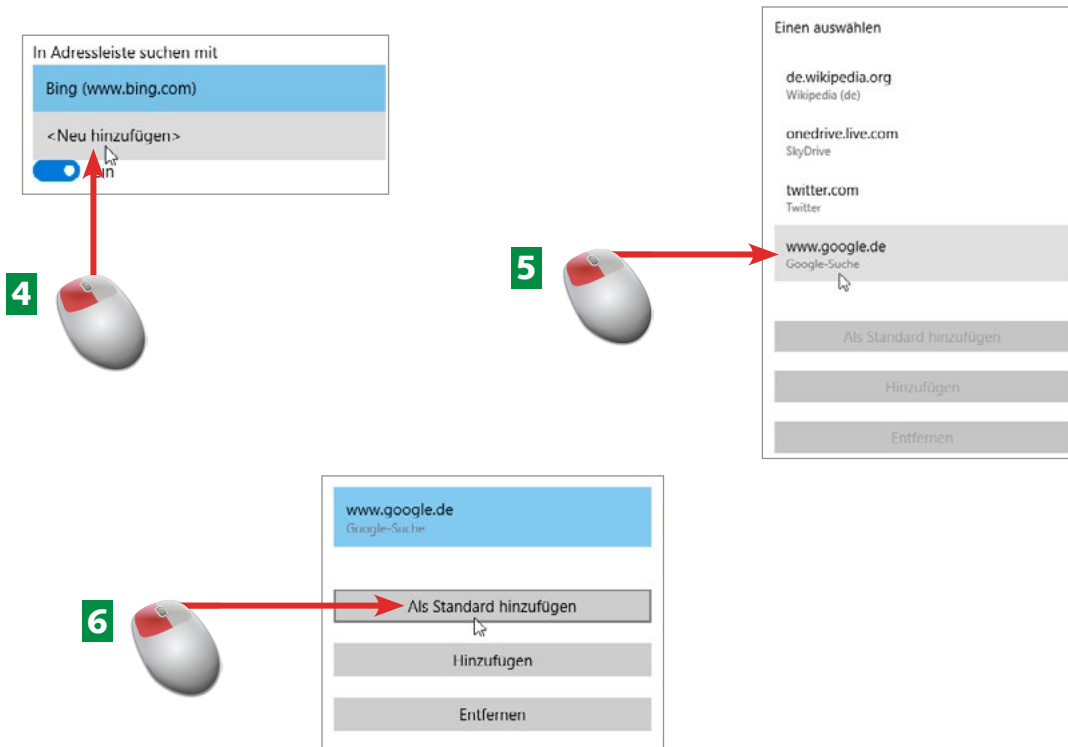 In Adressleiste suchen mit
Bing (www.bing.com)
<Neu hinzufügen>
4
Einen auswählen
de.wikipedia.org
Wikipedia (de)
onedrive.live.com
SkyDrive
twitter.com
Twitter
www.google.de
Google-Suche
Als Standard hinzufügen
Hinzufügen
Entfernen
5
www.google.de
Google-Suche
Als Standard hinzufügen
Hinzufugen
Entfernen
6